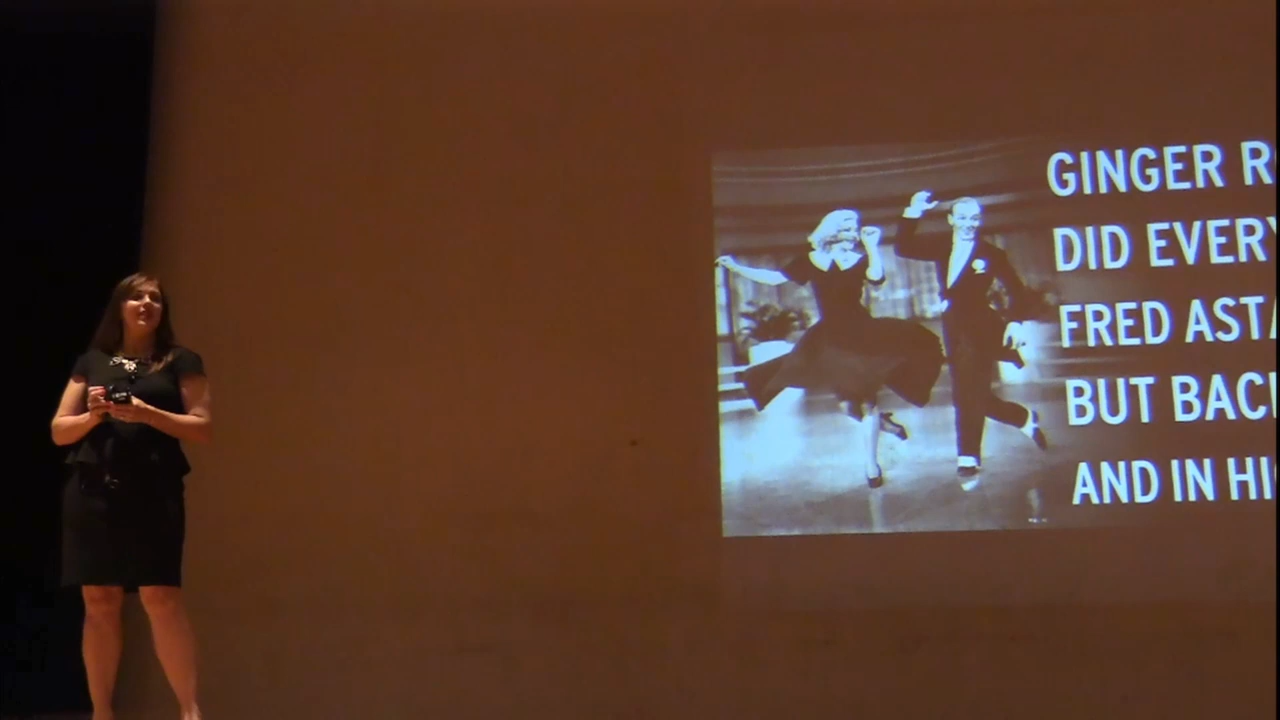 GINGER R
DID EVERY
FRED ASTA
BUT BAC
AND IN HI